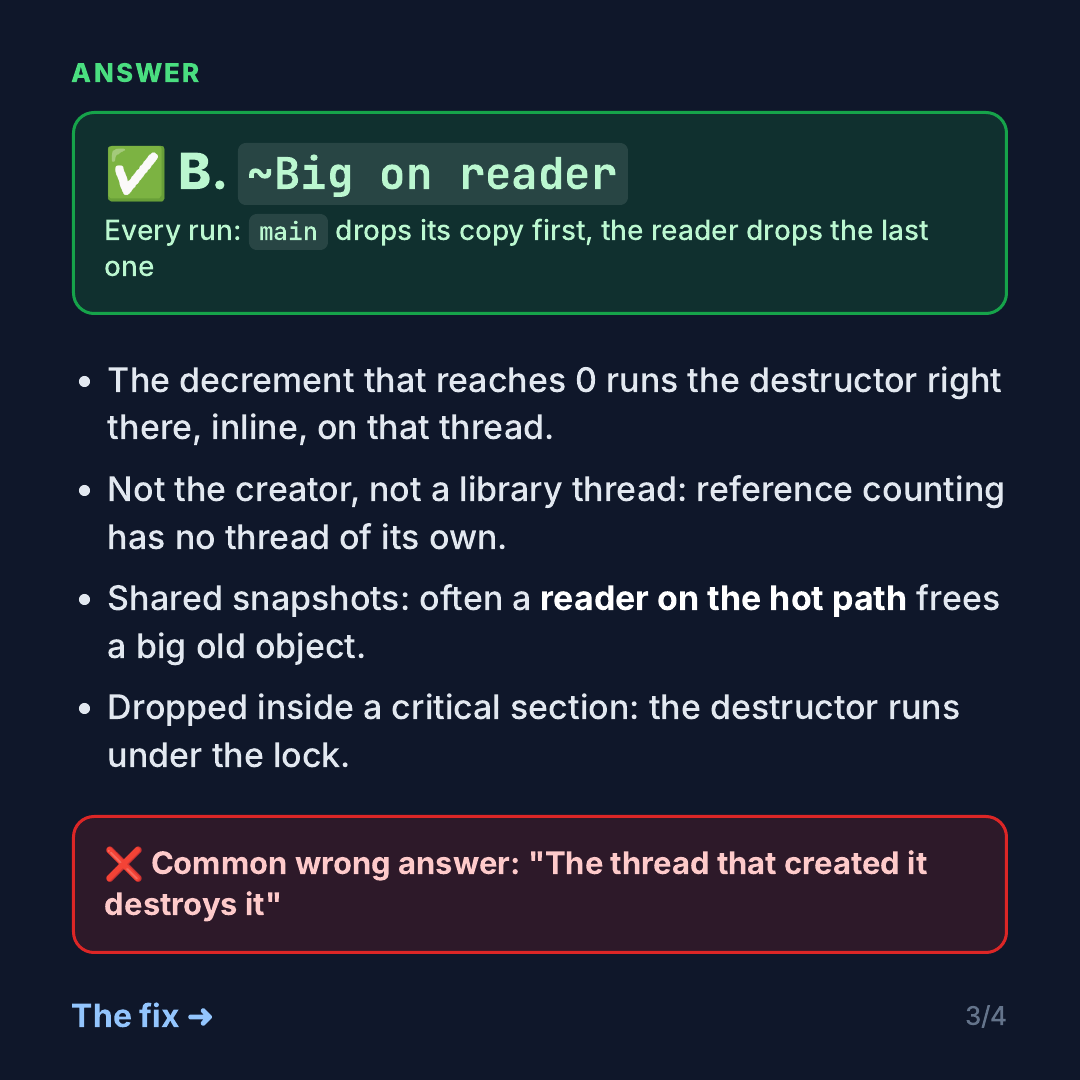 ANSWER
✅ B. ~Big on reader
Every run: main drops its copy first, the reader drops the last
one
• The decrement that reaches 0 runs the destructor right
there, inline, on that thread.
• Not the creator, not a library thread: reference counting
has no thread of its own.
• Shared snapshots: often a reader on the hot path frees
a big old object.
• Dropped inside a critical section: the destructor runs
under the lock.
❌ Common wrong answer: "The thread that created it
destroys it"
The fix ➜
3/4